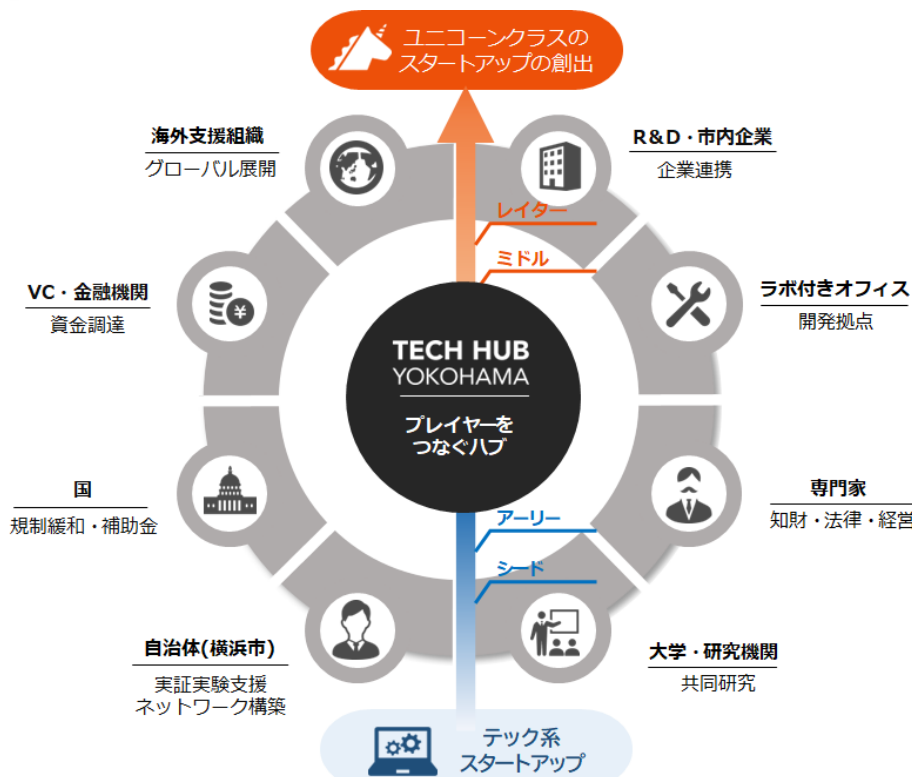 ユニコーンクラスの
スタートアップの創出
海外支援組織
グローバル展開
R&D・市内企業
企業連携
レイター
ミドル
VC・金融機関
資金調達
ラボ付きオフィス
開発拠点
TECH HUB
YOKOHAMA
プレイヤーを
つなぐハブ
国
規制緩和・補助金
専門家
知財・法律・経営
アーリー
シード
自治体(横浜市)
実証実験支援
ネットワーク構築
大学・研究機関
共同研究
テック系
スタートアップ
¥